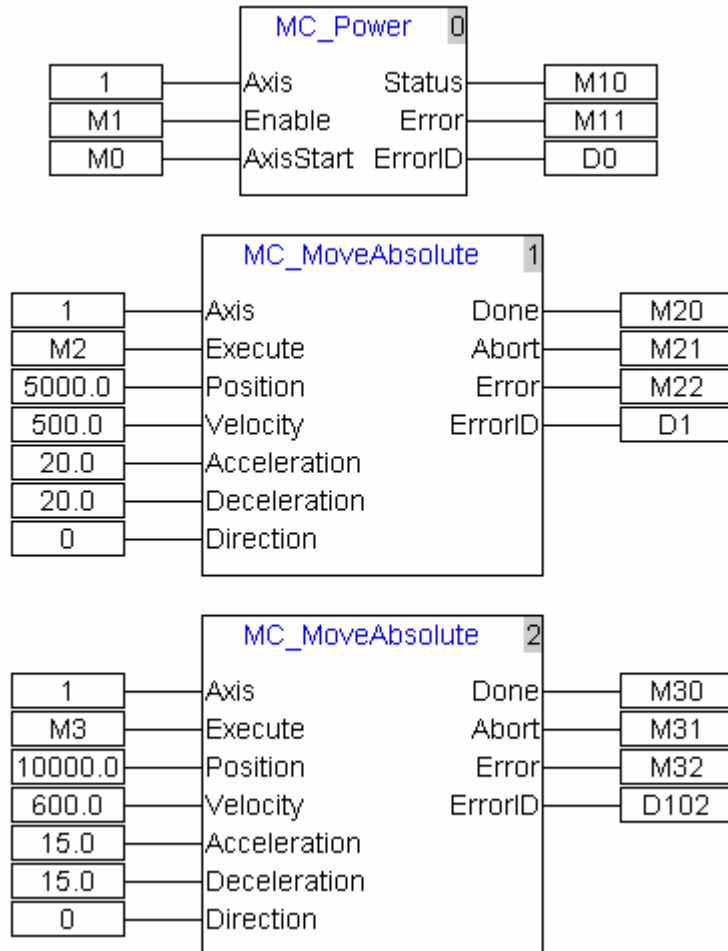 MC_Power 0
1 Axis Status M10
M1 Enable Error M11
M0 AxisStart ErrorID D0
MC_MoveAbsolute 1
1 Axis Done M20
M2 Execute Abort M21
5000.0 Position Error M22
500.0 Velocity ErrorID D1
20.0 Acceleration
20.0 Deceleration
0 Direction
MC_MoveAbsolute 2
1 Axis Done M30
M3 Execute Abort M31
10000.0 Position Error M32
600.0 Velocity ErrorID D102
15.0 Acceleration
15.0 Deceleration
0 Direction